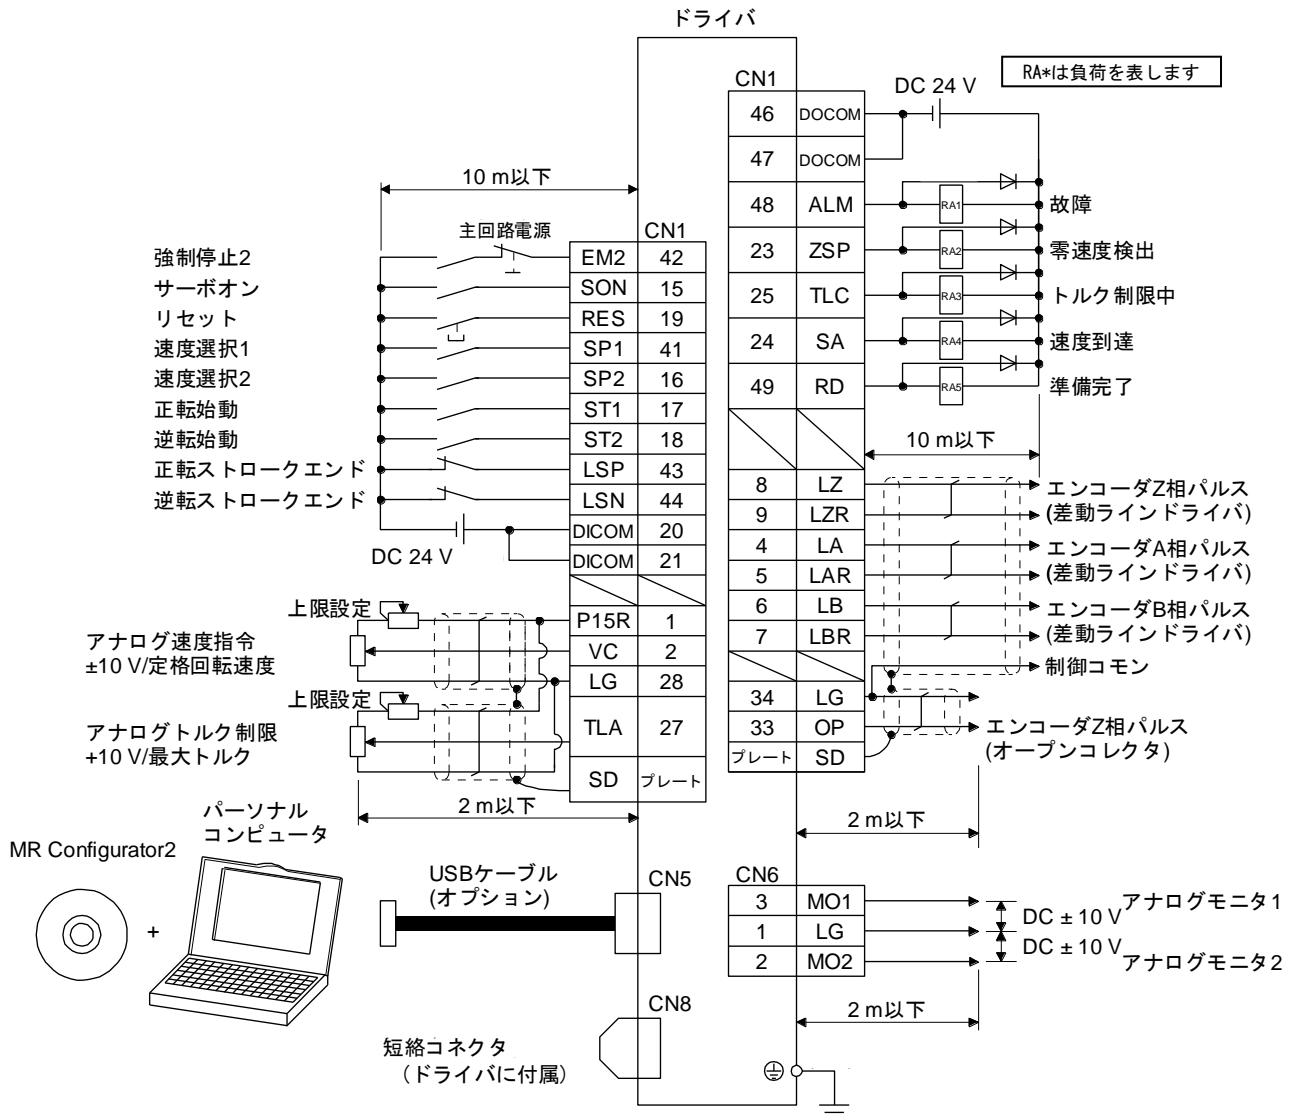 ドライバ
RA*は負荷を表します
CN1
DC 24 V
46 DOCOM
47 DOCOM
48 ALM RA1 故障
23 ZSP RA2 零速度検出
25 TLC RA3 トルク制限中
24 SA RA4 速度到達
49 RD RA5 準備完了
10 m以下
8 LZ エンコーダZ相パルス
9 LZR (差動ラインドライバ)
4 LA エンコーダA相パルス
5 LAR (差動ラインドライバ)
6 LB エンコーダB相パルス
7 LBR (差動ラインドライバ)
制御コモン
34 LG
33 OP エンコーダZ相パルス
(オープンコレクタ)
プレート SD
2 m以下
10 m以下
主回路電源
CN1
強制停止2 EM2 42
サーボオン SON 15
リセット RES 19
速度選択1 SP1 41
速度選択2 SP2 16
正転始動 ST1 17
逆転始動 ST2 18
正転ストロークエンド LSP 43
逆転ストロークエンド LSN 44
DICOM 20
DC 24 V
DICOM 21
上限設定
P15R 1
アナログ速度指令
±10 V/定格回転速度
VC 2
LG 28
上限設定
アナログトルク制限
+10 V/最大トルク
TLA 27
SD プレート
2 m以下
パーソナル
コンピュータ
MR Configurator2
+
USBケーブル
(オプション)
CN5
CN6
3 MO1 アナログモニタ1
DC ± 10 V
1 LG
DC ± 10 V
2 MO2 アナログモニタ2
2 m以下
CN8
短絡コネクタ
(ドライバに付属)